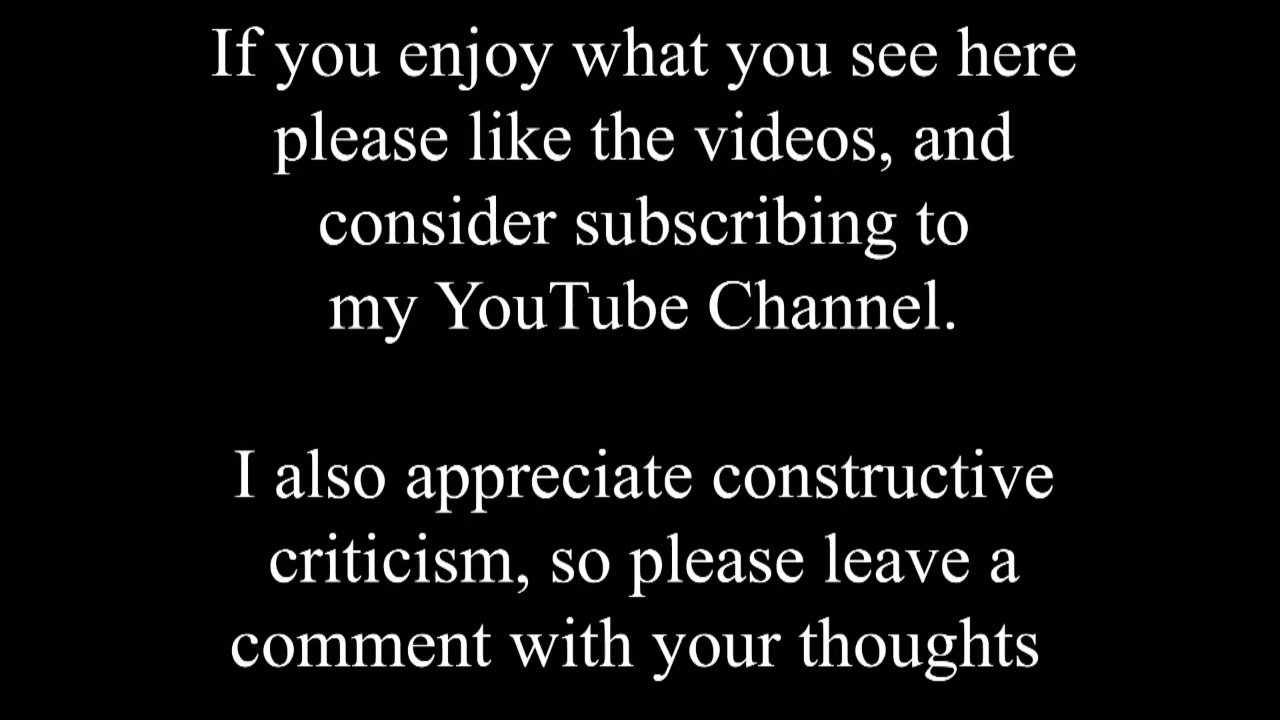 If you enjoy what you see here
please like the videos, and
consider subscribing to
my YouTube Channel.
I also appreciate constructive
criticism, so please leave a
comment with your thoughts